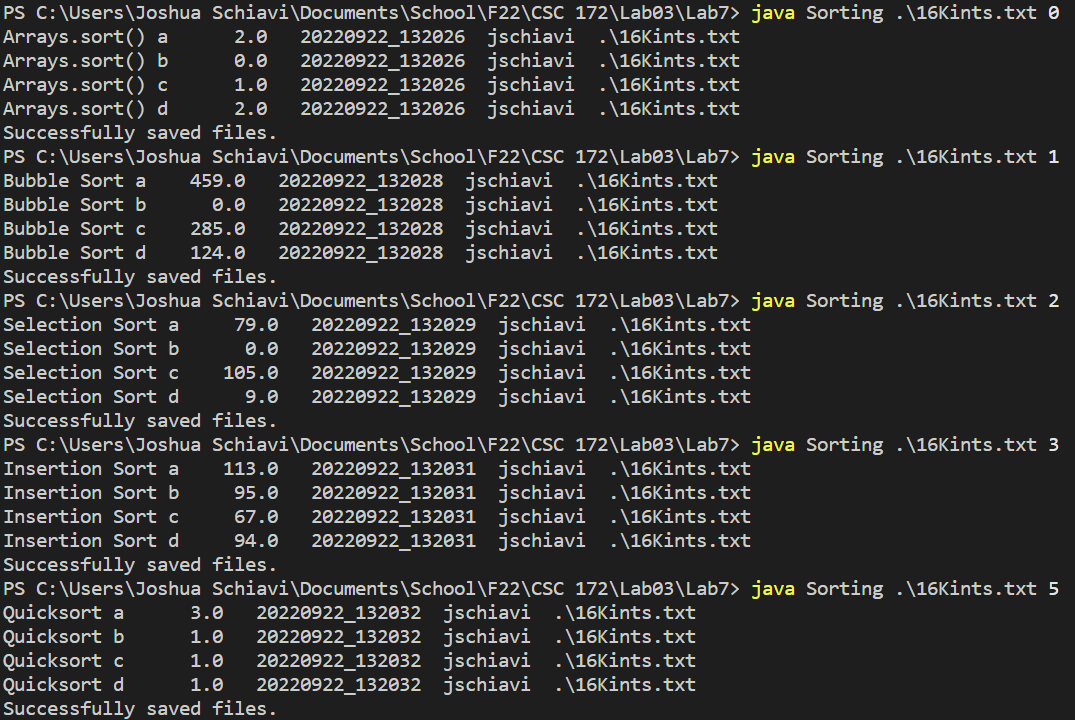 PS C:\Users\Joshua Schiavi\Documents\School\F22\CSC 172\Lab03\Lab7> java Sorting .\16Kints.txt 0
Arrays.sort() a      2.0   20220922_132026  jschiavi  .\16Kints.txt
Arrays.sort() b      0.0   20220922_132026  jschiavi  .\16Kints.txt
Arrays.sort() c      1.0   20220922_132026  jschiavi  .\16Kints.txt
Arrays.sort() d      2.0   20220922_132026  jschiavi  .\16Kints.txt
Successfully saved files.
PS C:\Users\Joshua Schiavi\Documents\School\F22\CSC 172\Lab03\Lab7> java Sorting .\16Kints.txt 1
Bubble Sort a    459.0   20220922_132028  jschiavi  .\16Kints.txt
Bubble Sort b      0.0   20220922_132028  jschiavi  .\16Kints.txt
Bubble Sort c    285.0   20220922_132028  jschiavi  .\16Kints.txt
Bubble Sort d    124.0   20220922_132028  jschiavi  .\16Kints.txt
Successfully saved files.
PS C:\Users\Joshua Schiavi\Documents\School\F22\CSC 172\Lab03\Lab7> java Sorting .\16Kints.txt 2
Selection Sort a     79.0   20220922_132029  jschiavi  .\16Kints.txt
Selection Sort b      0.0   20220922_132029  jschiavi  .\16Kints.txt
Selection Sort c    105.0   20220922_132029  jschiavi  .\16Kints.txt
Selection Sort d      9.0   20220922_132029  jschiavi  .\16Kints.txt
Successfully saved files.
PS C:\Users\Joshua Schiavi\Documents\School\F22\CSC 172\Lab03\Lab7> java Sorting .\16Kints.txt 3
Insertion Sort a    113.0   20220922_132031  jschiavi  .\16Kints.txt
Insertion Sort b     95.0   20220922_132031  jschiavi  .\16Kints.txt
Insertion Sort c     67.0   20220922_132031  jschiavi  .\16Kints.txt
Insertion Sort d     94.0   20220922_132031  jschiavi  .\16Kints.txt
Successfully saved files.
PS C:\Users\Joshua Schiavi\Documents\School\F22\CSC 172\Lab03\Lab7> java Sorting .\16Kints.txt 5
Quicksort a      3.0   20220922_132032  jschiavi  .\16Kints.txt
Quicksort b      1.0   20220922_132032  jschiavi  .\16Kints.txt
Quicksort c      1.0   20220922_132032  jschiavi  .\16Kints.txt
Quicksort d      1.0   20220922_132032  jschiavi  .\16Kints.txt
Successfully saved files.